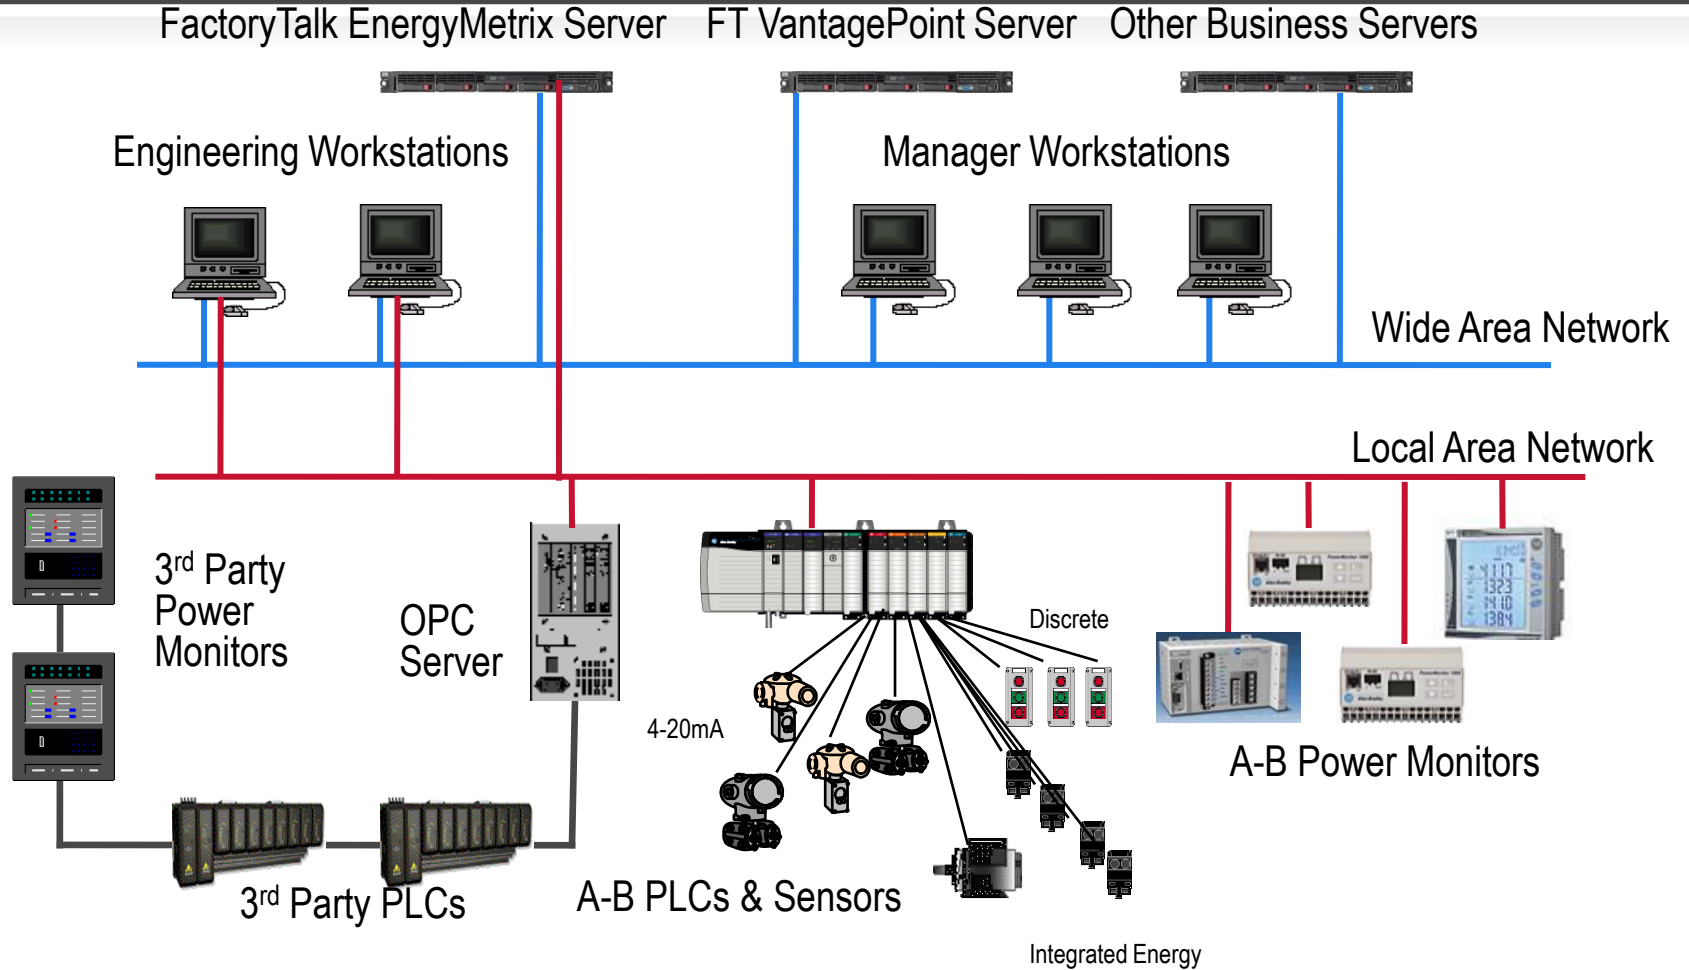 FactoryTalk EnergyMetrix Server
FT VantagePoint Server
Other Business Servers
Engineering Workstations
Manager Workstations
Wide Area Network
Local Area Network
3rd Party
Power
Monitors
OPC
Server
Discrete
4-20mA
A-B Power Monitors
3rd Party PLCs
A-B PLCs & Sensors
Integrated Energy